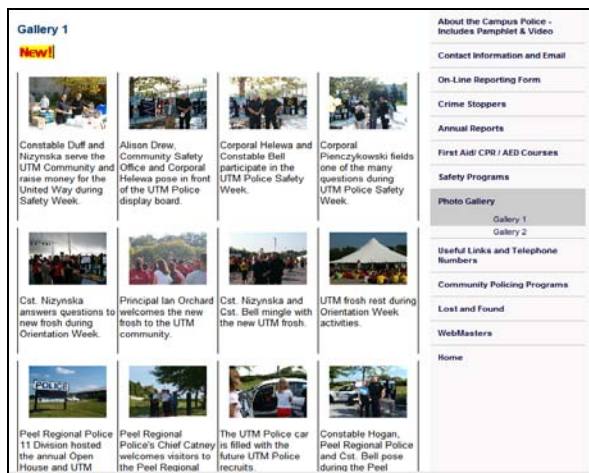 Gallery 1
New!
Constable Duff and
Nizynska serve the
UTM Community and
raise money for the
United Way during
Safety Week.
Alison Drew,
Community Safety
Office and Corporal
Helewa pose in front
of the UTM Police
display board.
Corporal Helewa and
Constable Bell
participate in the
UTM Police Safety
Week.
Corporal
Pienczykowski fields
one of the many
questions during
UTM Police Safety
Week.
Cst. Nizynska
answers questions to
new frosh during
Orientation Week.
Principal Ian Orchard
welcomes the new
frosh to the UTM
community.
Cst. Nizynska and
Cst. Bell mingle with
the new UTM frosh.
UTM frosh rest during
Orientation Week
activities.
POLICE
Peel Regional Police
11 Division hosted
the annual Open
House and UTM
Peel Regional
Police's Chief Catney
welcomes visitors to
the Peel Regional
The UTM Police car
is filled with the
future UTM Police
recruits.
Constable Hogan,
Peel Regional Police
and Cst. Bell pose
during the Peel
About the Campus Police -
Includes Pamphlet & Video
Contact Information and Email
On-Line Reporting Form
Crime Stoppers
Annual Reports
First Aid/ CPR / AED Courses
Safety Programs
Photo Gallery
Gallery 1
Gallery 2
Useful Links and Telephone
Numbers
Community Policing Programs
Lost and Found
WebMasters
Home